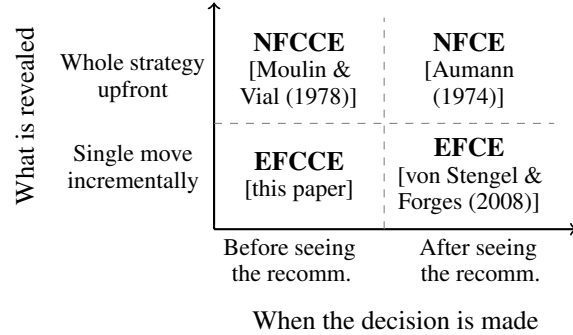 What is revealed
Whole strategy
upfront
NFCCE
[Moulin &
Vial (1978)]
NFCE
[Aumann
(1974)]
Single move
incrementally
EFCCE
[this paper]
EFCE
[von Stengel &
Forges (2008)]
Before seeing
the recomm.
After seeing
the recomm.
When the decision is made